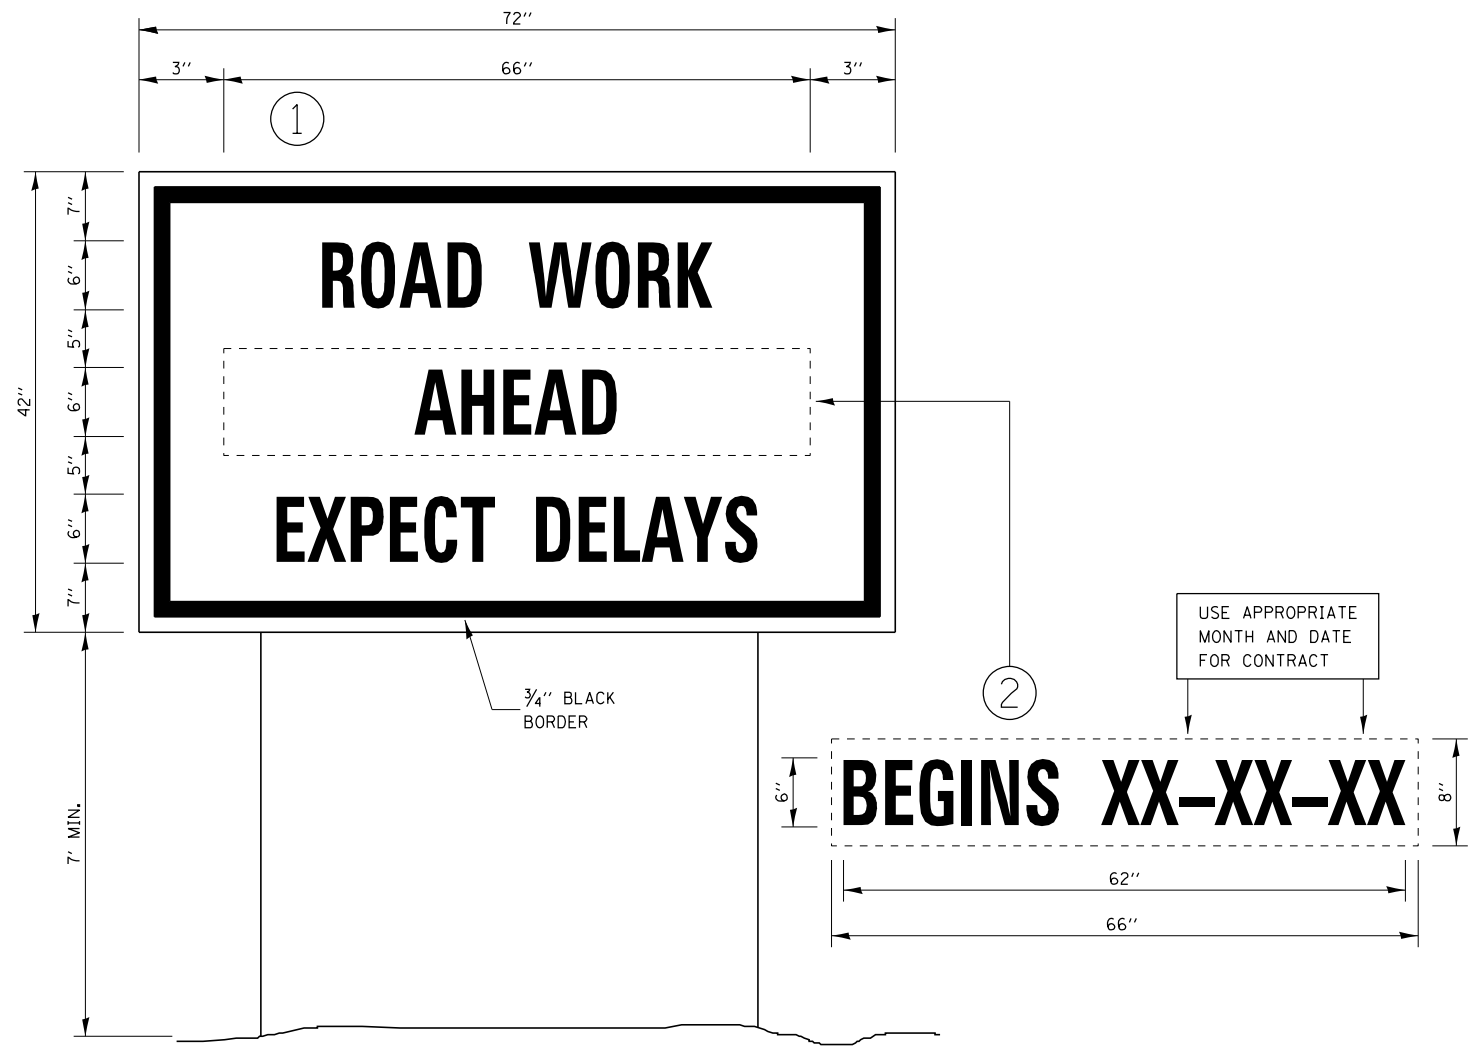 72''
3'' 66'' 3''
1
7''
6''
5''
6''
5''
6''
7''
42''
ROAD WORK
AHEAD
EXPECT DELAYS
3/4'' BLACK
BORDER
7' MIN.
2
USE APPROPRIATE
MONTH AND DATE
FOR CONTRACT
6''
BEGINS XX-XX-XX
8''
62''
66''